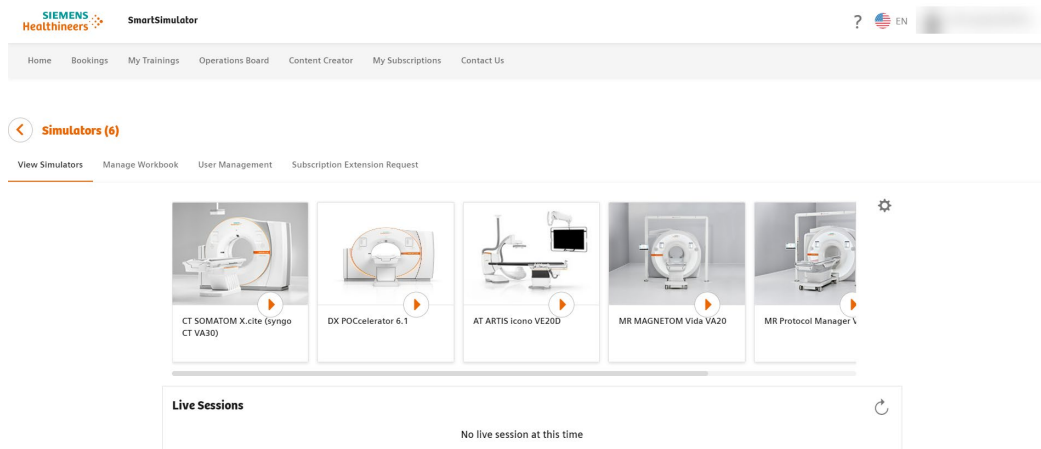 SIEMENS
Healthineers
SmartSimulator
?
EN
Home Bookings My Trainings Operations Board Content Creator My Subscriptions Contact Us
Simulators (6)
View Simulators Manage Workbook User Management Subscription Extension Request
CT SOMATOM X.cite (syngo
CT VA30)
DX POCcelerator 6.1
AT ARTIS icono VE20D
MR MAGNETOM Vida VA20
MR Protocol Manager
Live Sessions
No live session at this time